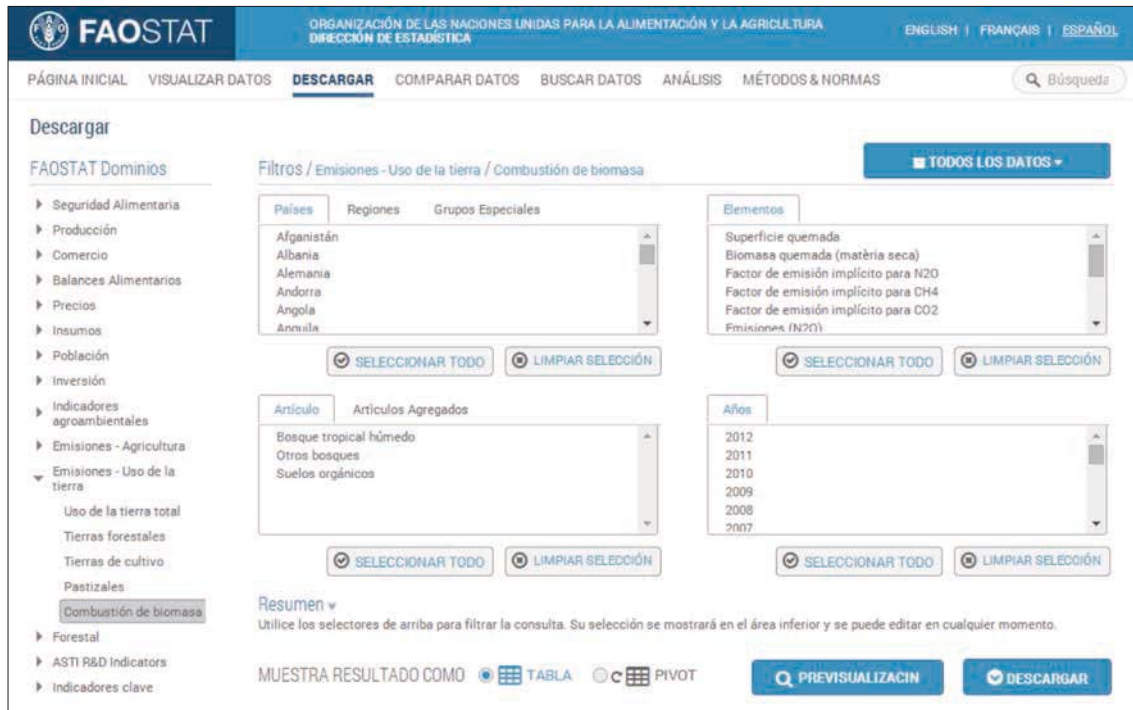 FAOSTAT
ORGANIZACIÓN DE LAS NACIONES UNIDAS PARA LA ALIMENTACIÓN Y LA AGRICULTURA
DIRECCIÓN DE ESTADÍSTICA
ENGLISH | FRANÇAIS | ESPAÑOL
PÁGINA INICIAL VISUALIZAR DATOS DESCARGAR COMPARAR DATOS BUSCAR DATOS ANÁLISIS MÉTODOS & NORMAS Búsqueda
Descargar
FAOSTAT Dominios
Seguridad Alimentaria
Producción
Comercio
Balances Alimentarios
Precios
Insumos
Población
Inversión
Indicadores
agroambientales
Emisiones - Agricultura
Emisiones - Uso de la
tierra
Uso de la tierra total
Tierras forestales
Tierras de cultivo
Pastizales
Combustión de biomasa
Forestal
ASTI R&D Indicators
Indicadores clave
Filtros / Emisiones - Uso de la tierra / Combustión de biomasa
TODOS LOS DATOS
Países Regiones Grupos Especiales
Afganistán
Albania
Alemania
Andorra
Angola
Anguila
SELECCIONAR TODO LIMPIAR SELECCIÓN
Elementos
Superficie quemada
Biomasa quemada (matèria seca)
Factor de emisión implícito para N2O
Factor de emisión implícito para CH4
Factor de emisión implícito para CO2
Emisiones (N2O)
SELECCIONAR TODO LIMPIAR SELECCIÓN
Artículo Artículos Agregados
Bosque tropical húmedo
Otros bosques
Suelos orgánicos
SELECCIONAR TODO LIMPIAR SELECCIÓN
Años
2012
2011
2010
2009
2008
2007
SELECCIONAR TODO LIMPIAR SELECCIÓN
Resumen
Utilice los selectores de arriba para filtrar la consulta. Su selección se mostrará en el área inferior y se puede editar en cualquier momento.
MUESTRA RESULTADO COMO TABLA PIVOT
PREVISUALIZACIN DESCARGAR